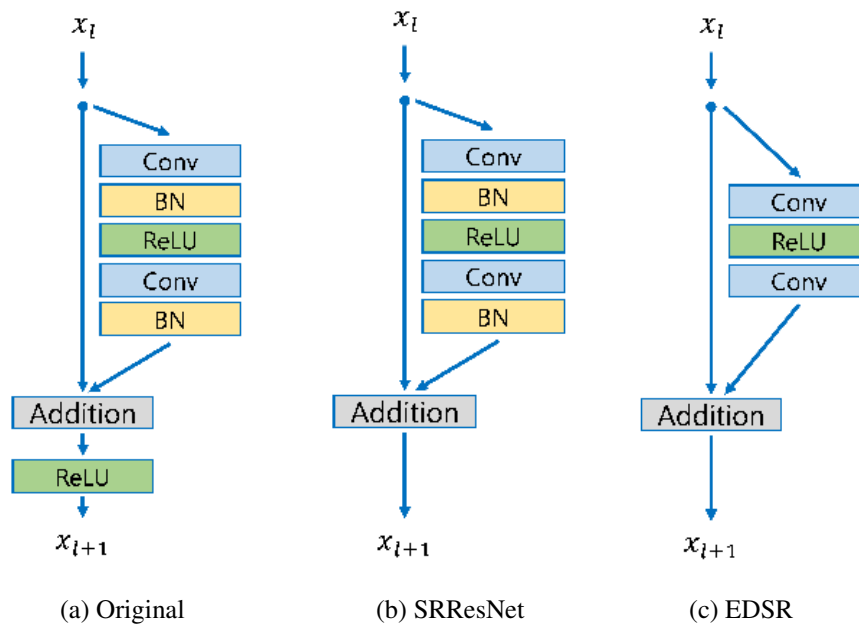 x_l
Conv
BN
ReLU
Conv
BN
Addition
ReLU
x_{l+1}
(a) Original
x_l
Conv
BN
ReLU
Conv
BN
Addition
x_{l+1}
(b) SRResNet
x_l
Conv
ReLU
Conv
Addition
x_{l+1}
(c) EDSR